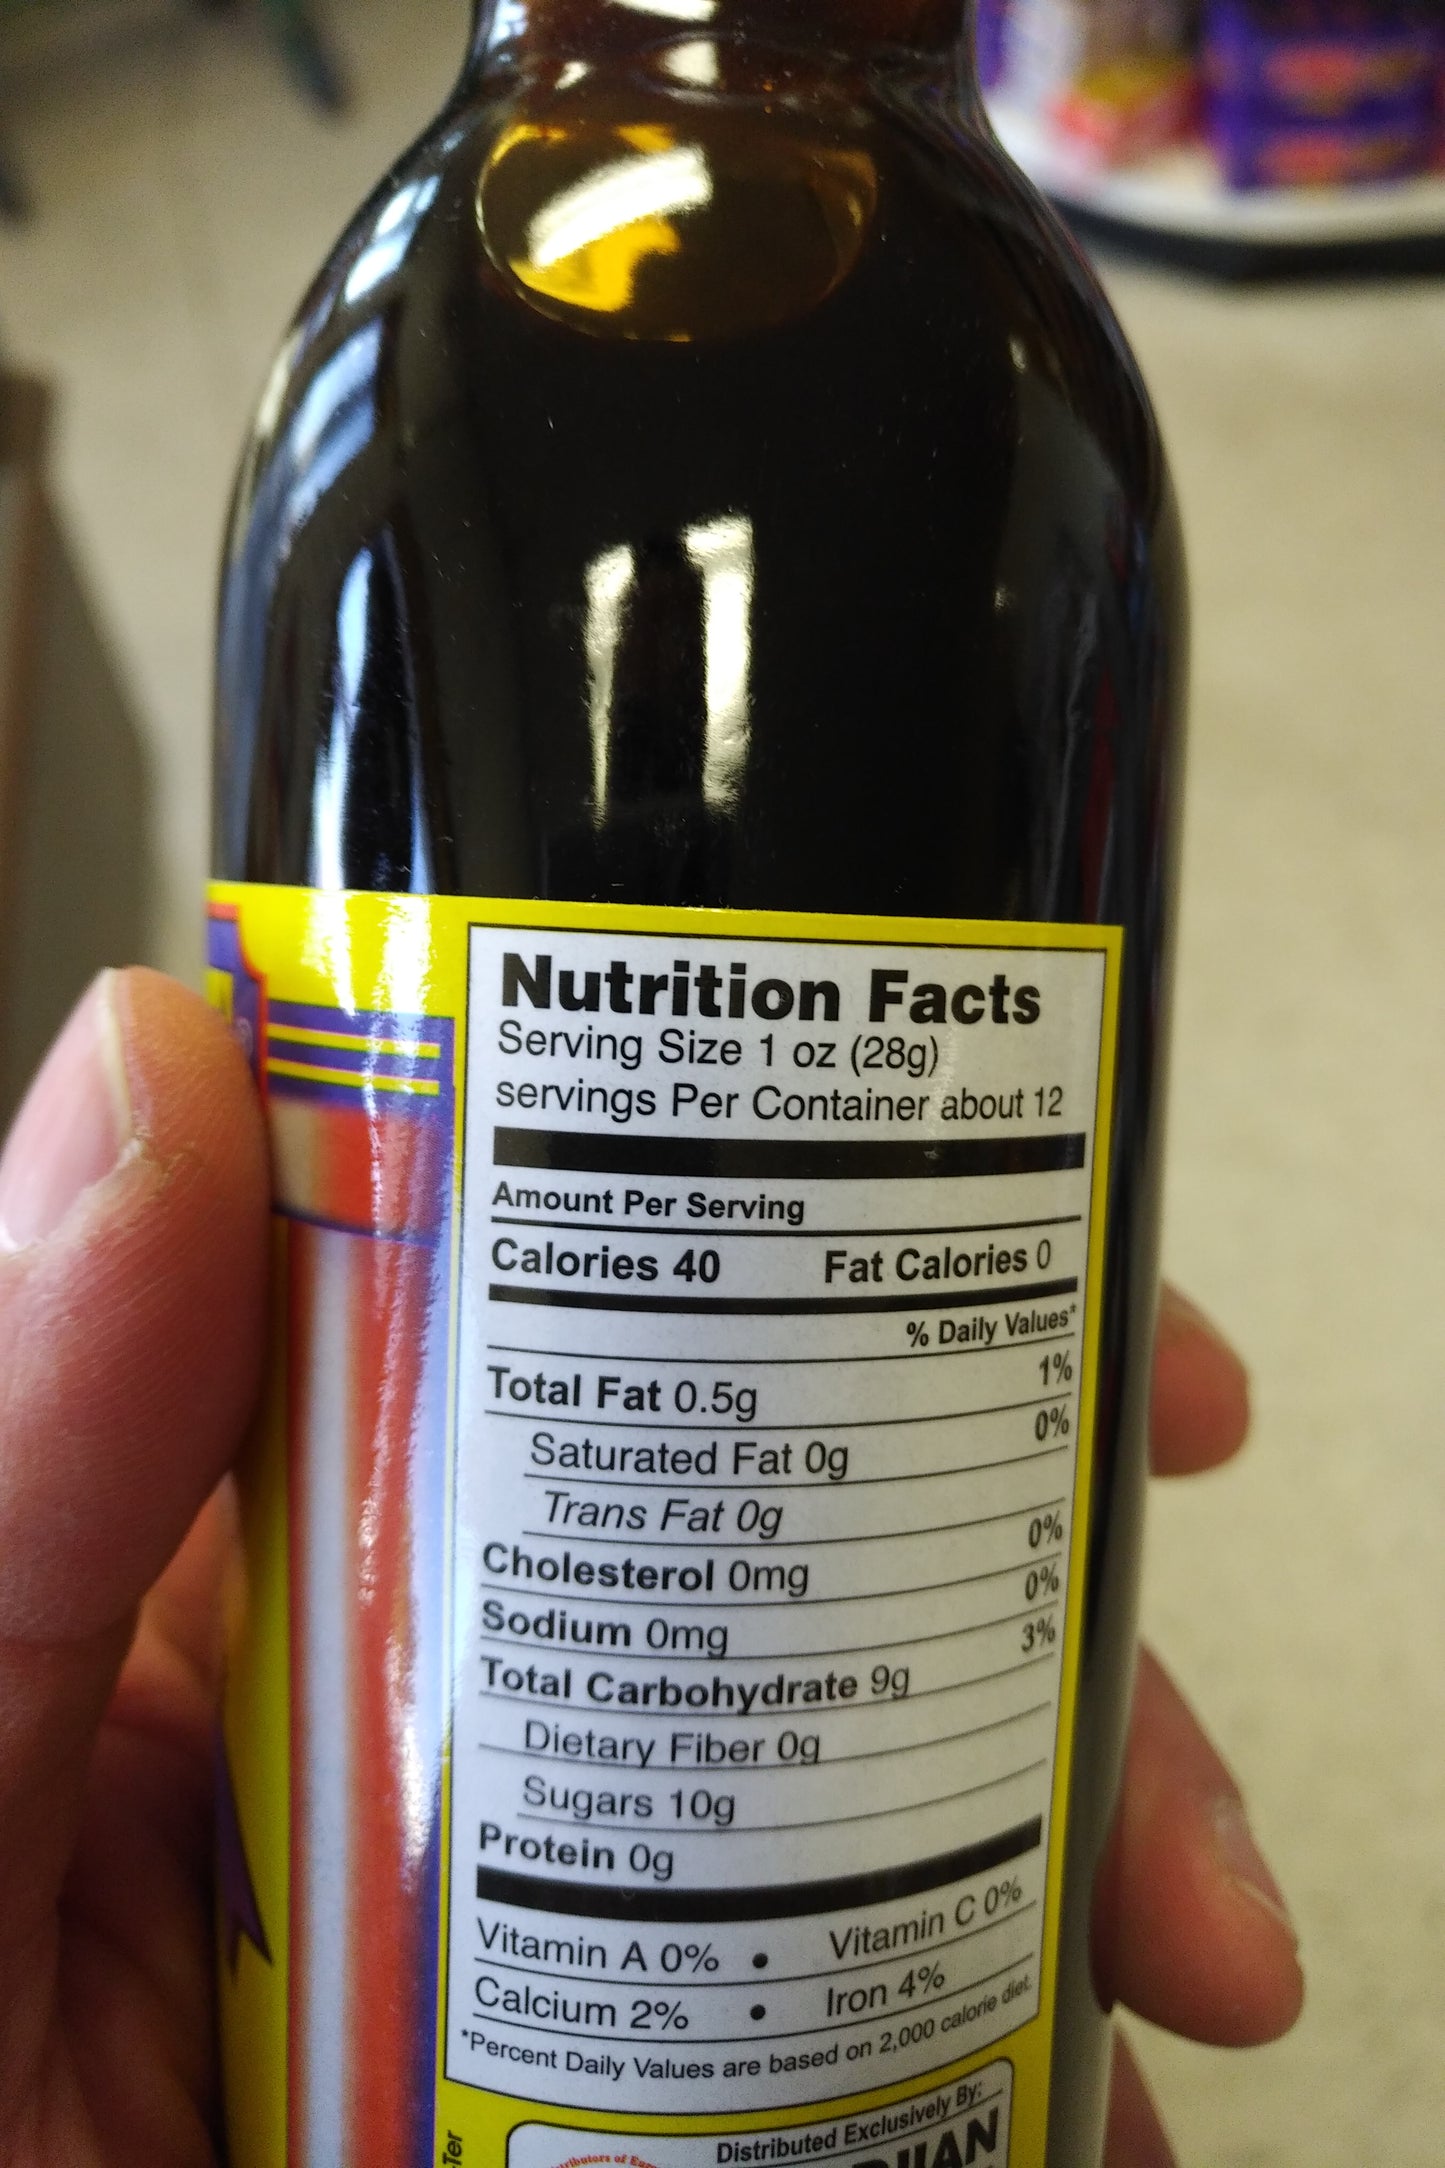 Nutrition Facts
Serving Size 1 oz (28g)
servings Per Container about 12
Amount Per Serving
Calories 40 Fat Calories 0
% Daily Values*
Total Fat 0.5g 1%
Saturated Fat 0g 0%
Trans Fat 0g
Cholesterol 0mg 0%
Sodium 0mg 0%
Total Carbohydrate 9g 3%
Dietary Fiber 0g
Sugars 10g
Protein 0g
Vitamin A 0% • Vitamin C 0%
Calcium 2% • Iron 4%
*Percent Daily Values are based on 2,000 calorie diet.
Distributed Exclusively By: